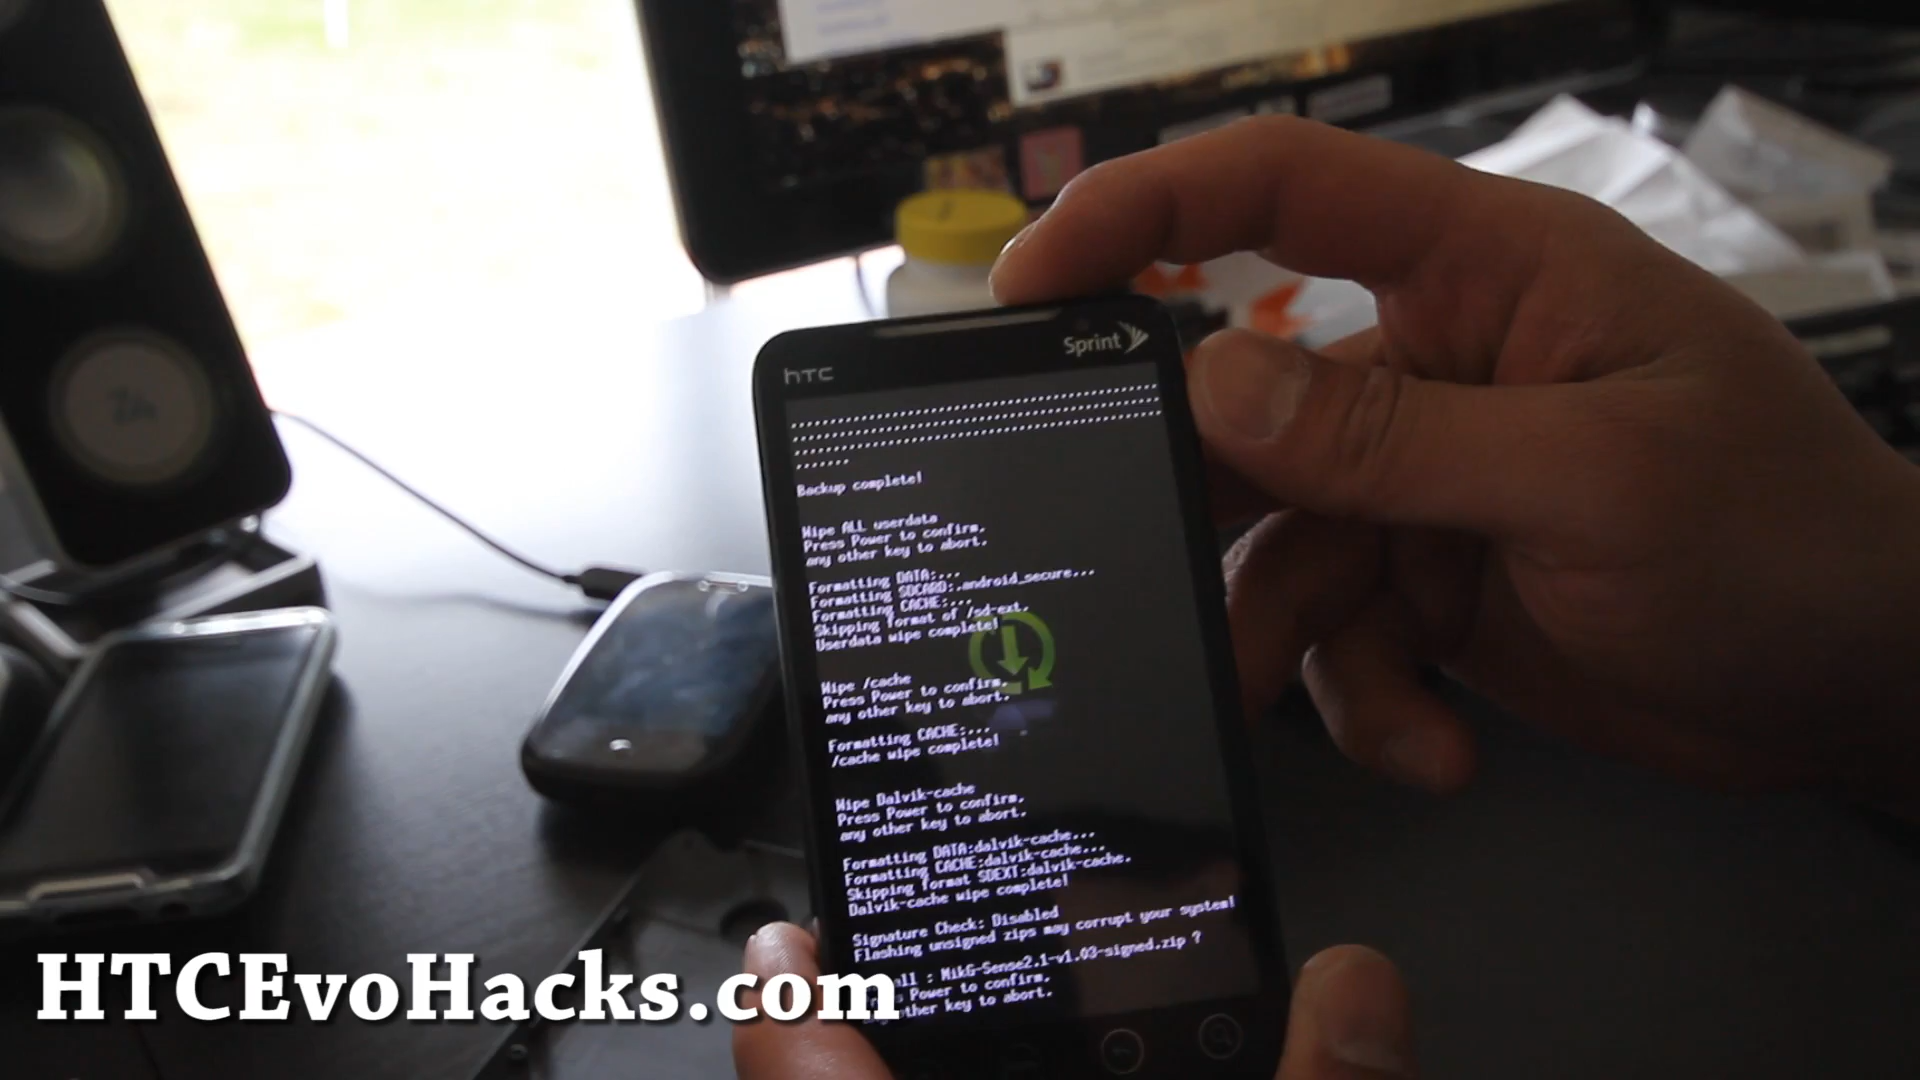 Sprint
hTC
Backup complete!
Wipe ALL userdata
Press Power to confirm,
any other key to abort.
Formatting DATA:...
Formatting SDCARD:.android_secure...
Formatting CACHE:...
Skipping format of /sd-ext.
Userdata wipe complete!
Wipe /cache
Press Power to confirm,
any other key to abort.
Formatting CACHE:...
/cache wipe complete!
Wipe Dalvik-cache
Press Power to confirm,
any other key to abort.
Formatting DATA:dalvik-cache...
Formatting CACHE:dalvik-cache...
Skipping format SDEXT:dalvik-cache.
Dalvik-cache wipe complete!
Signature Check: Disabled
Flashing unsigned zips may corrupt your system!
: MikG-Sense2.1-v1.03-signed.zip ?
Power to confirm,
other key to abort.
HTCEvoHacks.com